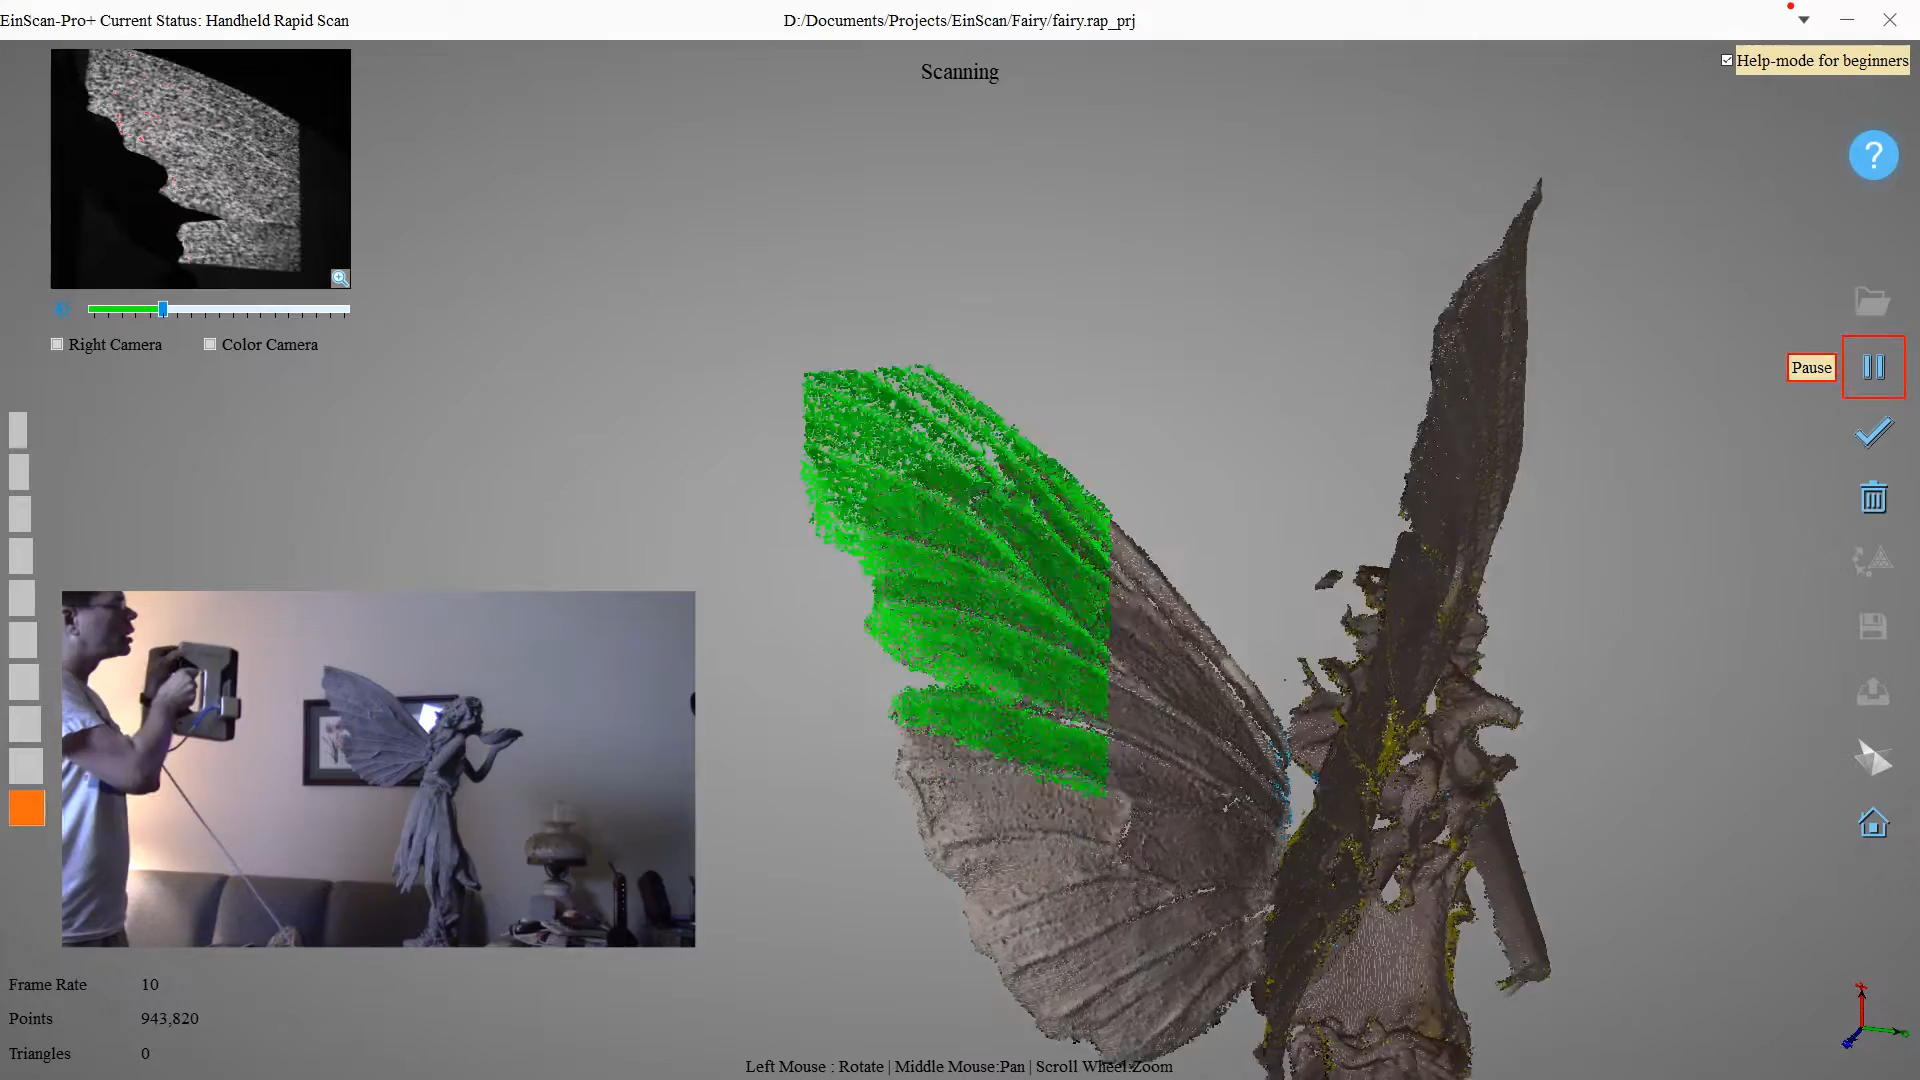 EinScan-Pro+ Current Status: Handheld Rapid Scan
D:/Documents/Projects/EinScan/Fairy/fairy.rap_prj
Scanning
Help-mode for beginners
?
Right Camera
Color Camera
Pause
Frame Rate 10
Points 943,820
Triangles 0
Left Mouse : Rotate | Middle Mouse:Pan | Scroll Wheel:Zoom